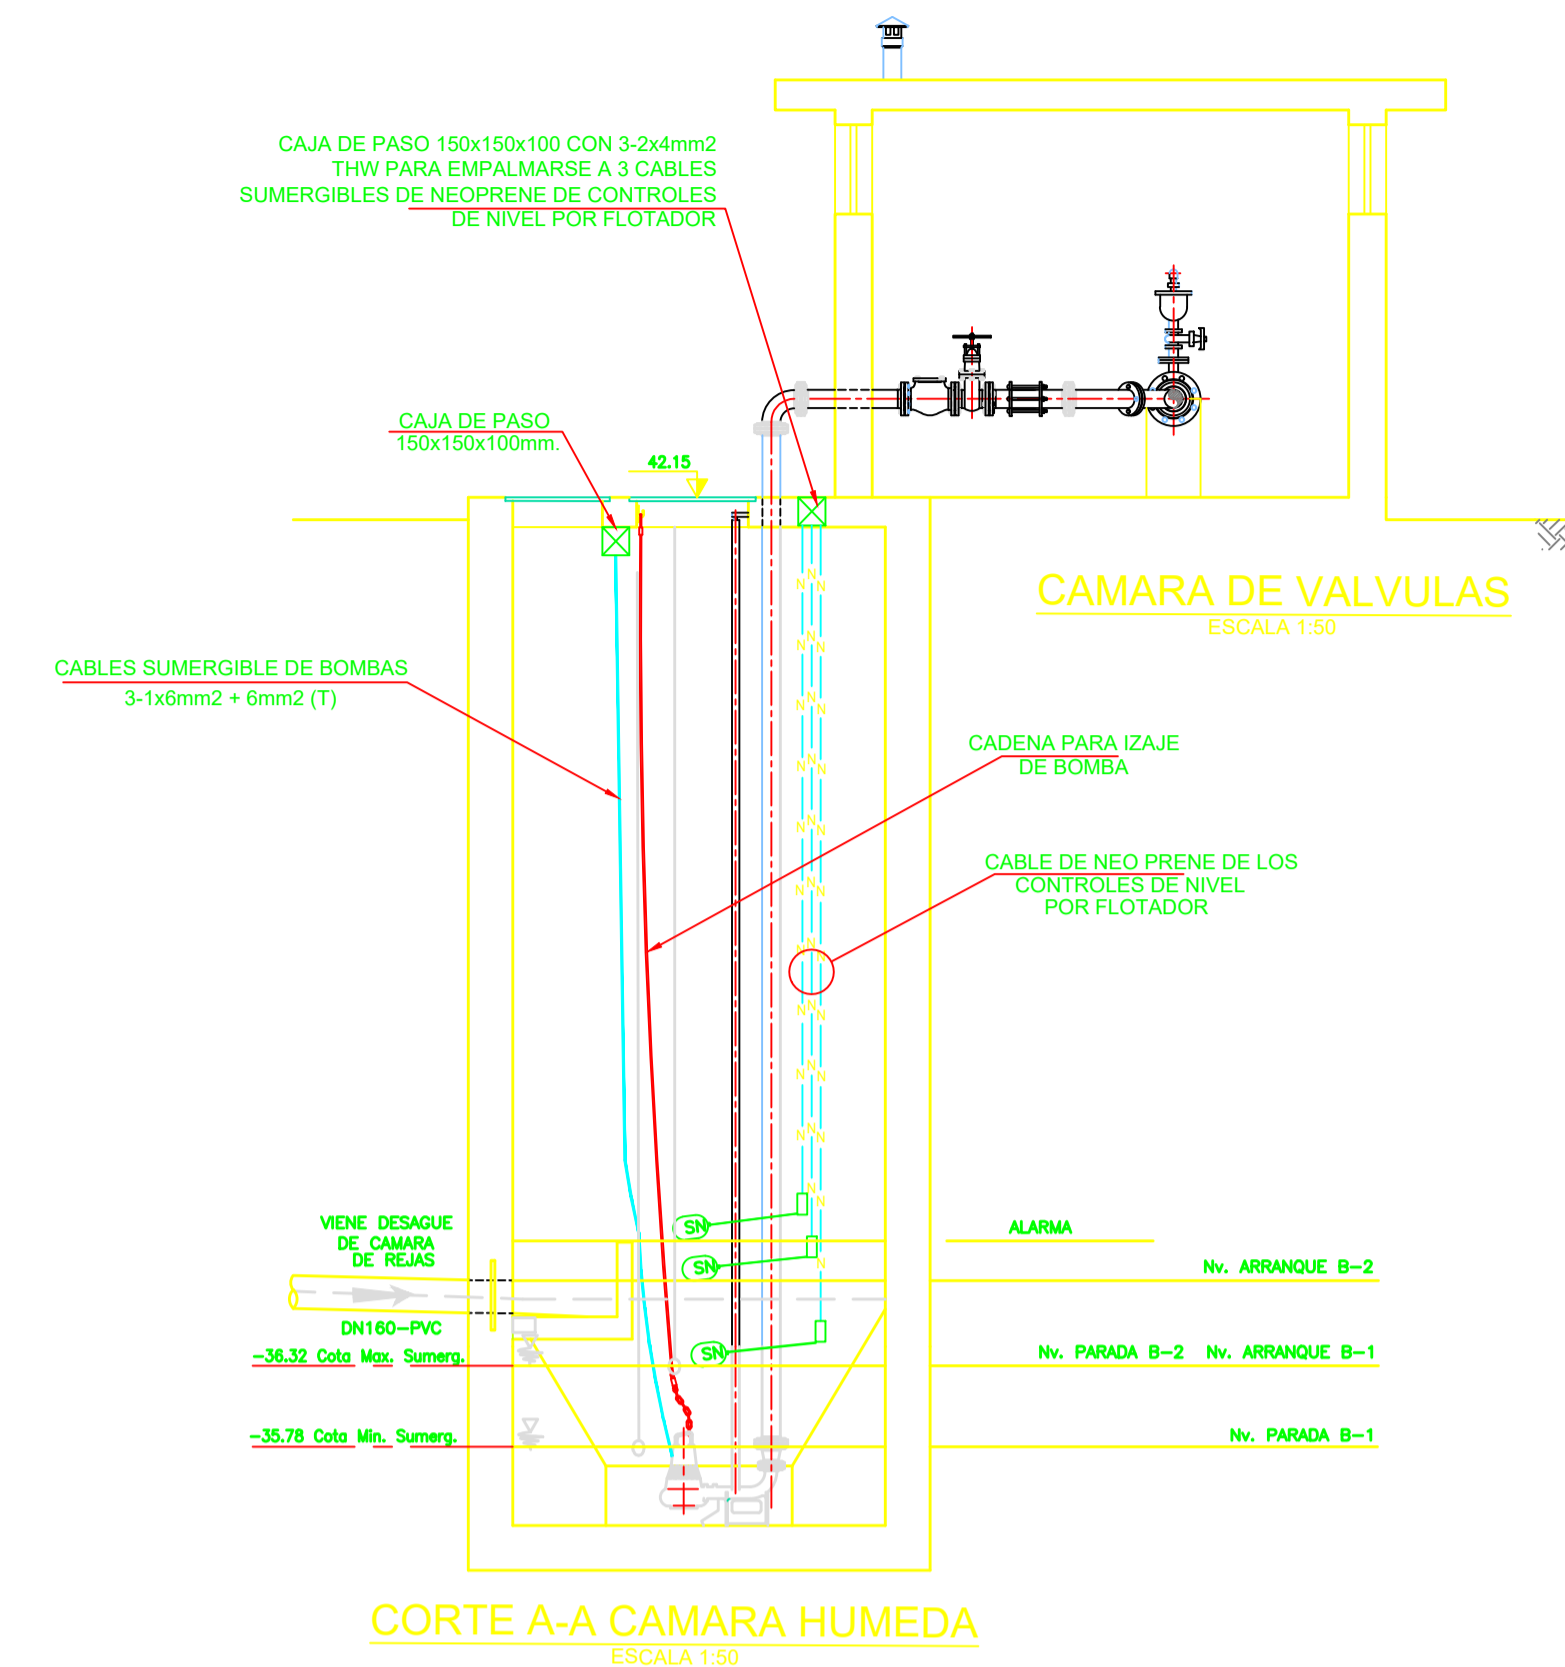 CAJA DE PASO 150x150x100 CON 3-2x4mm2
THW PARA EMPALMARSE A 3 CABLES
SUMERGIBLES DE NEOPRENE DE CONTROLES
DE NIVEL POR FLOTADOR
CAJA DE PASO
150x150x100mm.
42.15
CAMARA DE VALVULAS
ESCALA 1:50
CABLES SUMERGIBLE DE BOMBAS
3-1x6mm2 + 6mm2 (T)
CADENA PARA IZAJE
DE BOMBA
CABLE DE NEO PRENE DE LOS
CONTROLES DE NIVEL
POR FLOTADOR
N N N
N N N
N N N
N N N
N N N
N N N
N N N
N N N
N N N
N N N
N N
N
SN
SN
SN
VIENE DESAGUE
DE CAMARA
DE REJAS
DN160-PVC
ALARMA
Nv. ARRANQUE B-2
-36.32 Cota Max. Sumerg.
Nv. PARADA B-2 Nv. ARRANQUE B-1
-35.78 Cota Min. Sumerg.
Nv. PARADA B-1
CORTE A-A CAMARA HUMEDA
ESCALA 1:50